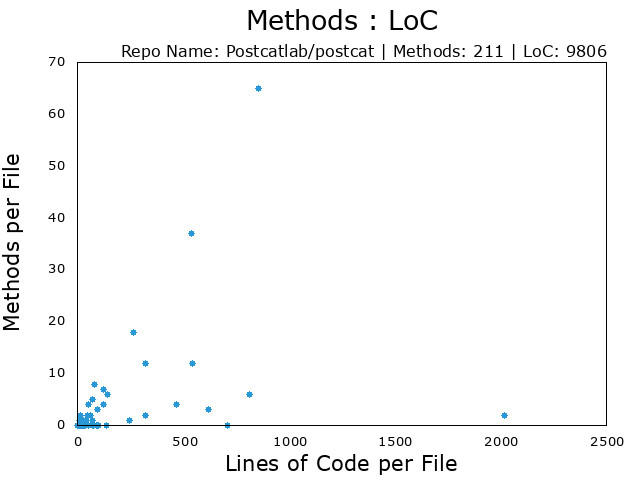 Methods : LoC
Repo Name: Postcatlab/postcat | Methods: 211 | LoC: 9806
70
60
50
40
30
20
10
0
Methods per File
0 500 1000 1500 2000 2500
Lines of Code per File